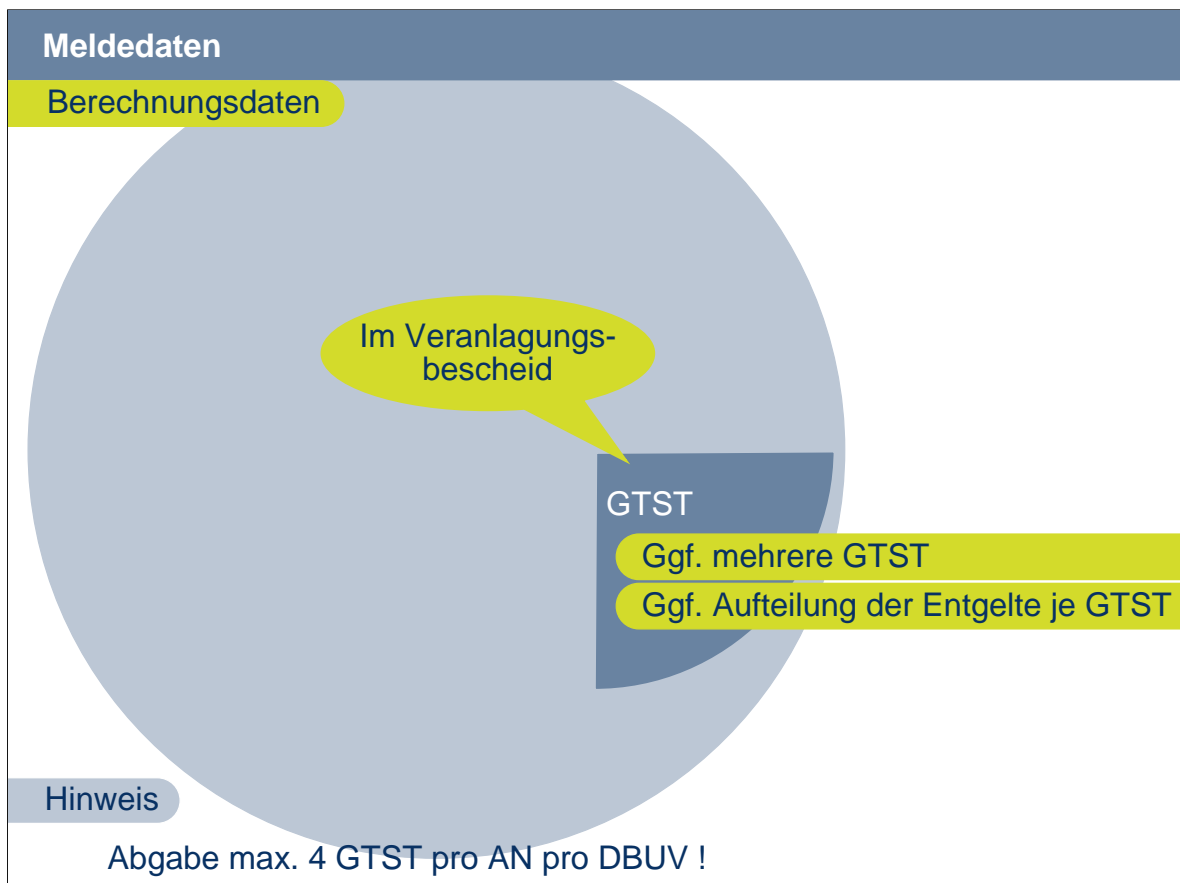 Meldedaten
Berechnungsdaten
Im Veranlagungs-
bescheid
GTST
Ggf. mehrere GTST
Ggf. Aufteilung der Entgelte je GTST
Hinweis
Abgabe max. 4 GTST pro AN pro DBUV !